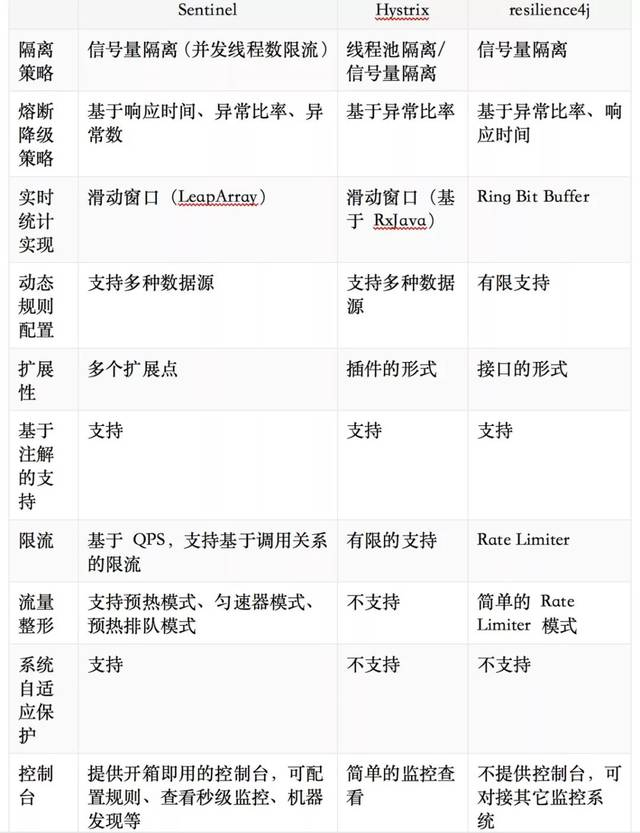 Sentinel Hystrix resilience4j
隔离 信号量隔离（并发线程数限流） 线程池隔离/ 信号量隔离
策略 信号量隔离
熔断 基于响应时间、异常比率、异 基于异常比率 基于异常比率、响
降级 常数 应时间
策略
实时 滑动窗口（LeapArray） 滑动窗口（基 Ring Bit Buffer
统计 于 RxJava）
实现
动态 支持多种数据源 支持多种数据 有限支持
规则 源
配置
扩展 多个扩展点 插件的形式 接口的形式
性
基于 支持 支持 支持
注解
的支
持
限流 基于 QPS，支持基于调用关系 有限的支持 Rate Limiter
的限流
流量 支持预热模式、匀速器模式、 不支持 简单的 Rate
整形 预热排队模式 Limiter 模式
系统 支持 不支持 不支持
自适
应保
护
控制 提供开箱即用的控制台，可配 简单的监控查 不提供控制台，可
台 置规则、查看秒级监控、机器 看 对接其它监控系
发现等 统